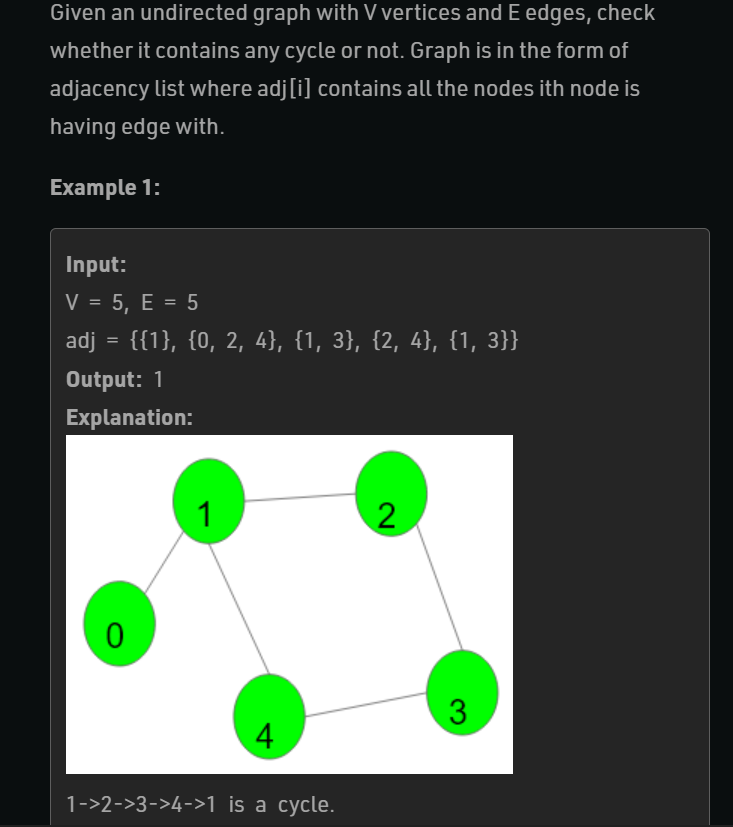 Given an undirected graph with V vertices and E edges, check
whether it contains any cycle or not. Graph is in the form of
adjacency list where adj[i] contains all the nodes ith node is
having edge with.
Example 1:
Input:
V = 5, E = 5
adj = {{1}, {0, 2, 4}, {1, 3}, {2, 4}, {1, 3}}
Output: 1
Explanation:
1
2
0
3
4
1->2->3->4->1 is a cycle.